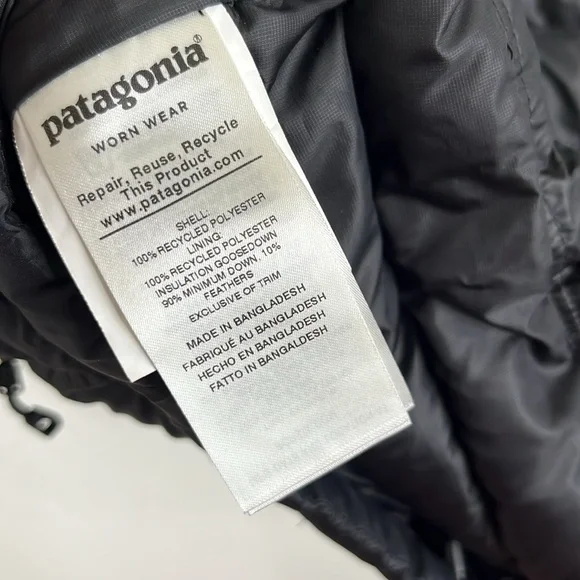 patagonia®
WORN WEAR
Repair, Reuse, Recycle
This Product
www.patagonia.com
SHELL:
100% RECYCLED POLYESTER
LINING:
100% RECYCLED POLYESTER
INSULATION GOOSEDOWN
90% MINIMUM DOWN. 10%
FEATHERS
EXCLUSIVE OF TRIM
MADE IN BANGLADESH
FABRIQUÉ AU BANGLADESH
HECHO EN BANGLADESH
FATTO IN BANGALDESH